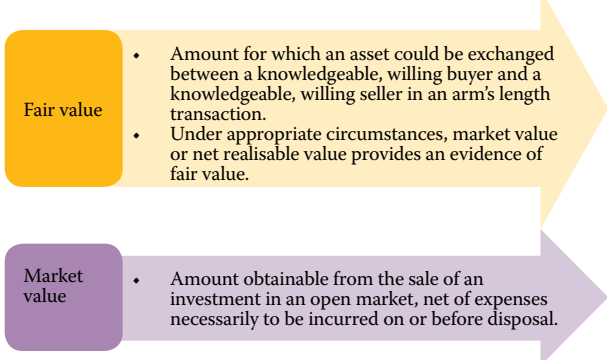 Fair value
• Amount for which an asset could be exchanged
between a knowledgeable, willing buyer and a
knowledgeable, willing seller in an arm's length
transaction.
• Under appropriate circumstances, market value
or net realisable value provides an evidence of
fair value.
Market
value
• Amount obtainable from the sale of an
investment in an open market, net of expenses
necessarily to be incurred on or before disposal.